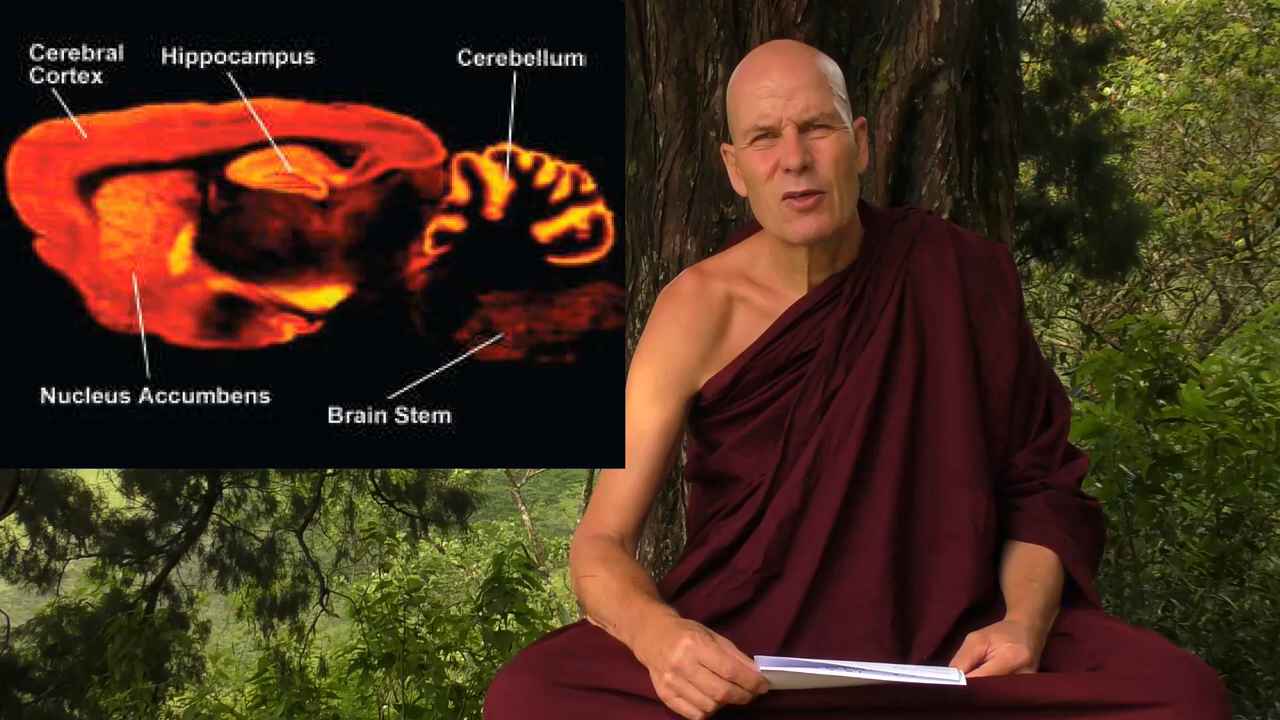 Cerebral
Cortex
Hippocampus
Cerebellum
Nucleus Accumbens
Brain Stem